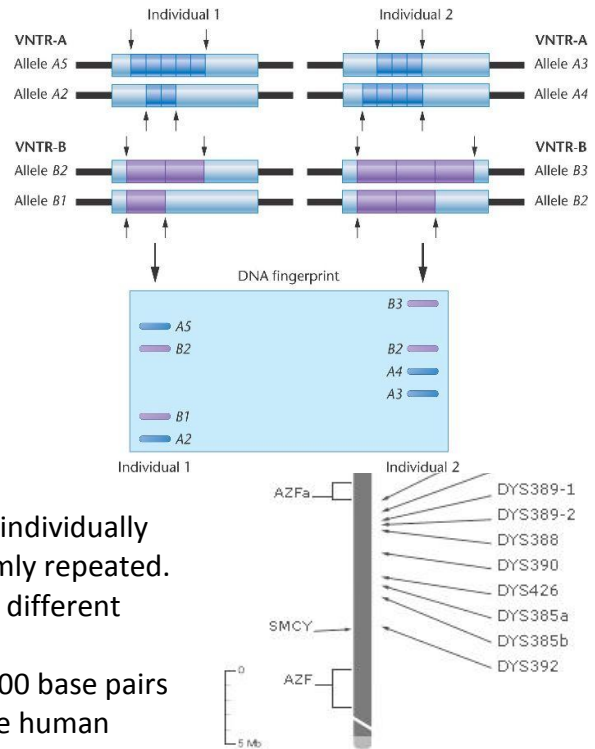 Individual 1
Individual 2
VNTR-A
VNTR-A
Allele A5
Allele A3
Allele A2
Allele A4
VNTR-B
VNTR-B
Allele B2
Allele B3
Allele B1
Allele B2
DNA fingerprint
B3
A5
B2
B2
A4
A3
B1
A2
Individual 1
Individual 2
individually
mly repeated.
different
00 base pairs
e human
AZFa
DYS389-1
DYS389-2
DYS388
DYS390
DYS426
SMCY
DYS385a
DYS385b
DYS392
AZF
0
5 Mb